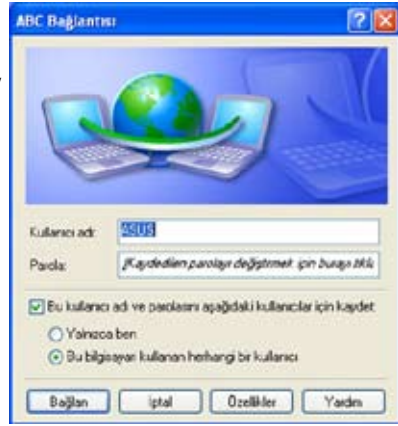 ABC Bağlantısı
Kullanıcı adı: ASUS
Parola: [Kaydedilen parolayı değiştirmek için buraya tıkla
Bu kullanıcı adı ve parolasını aşağıdaki kullanıcılar için kaydet:
Yalnızca ben
Bu bilgisayarı kullanan herhangi bir kullanıcı
Bağlan İptal Özellikler Yardım